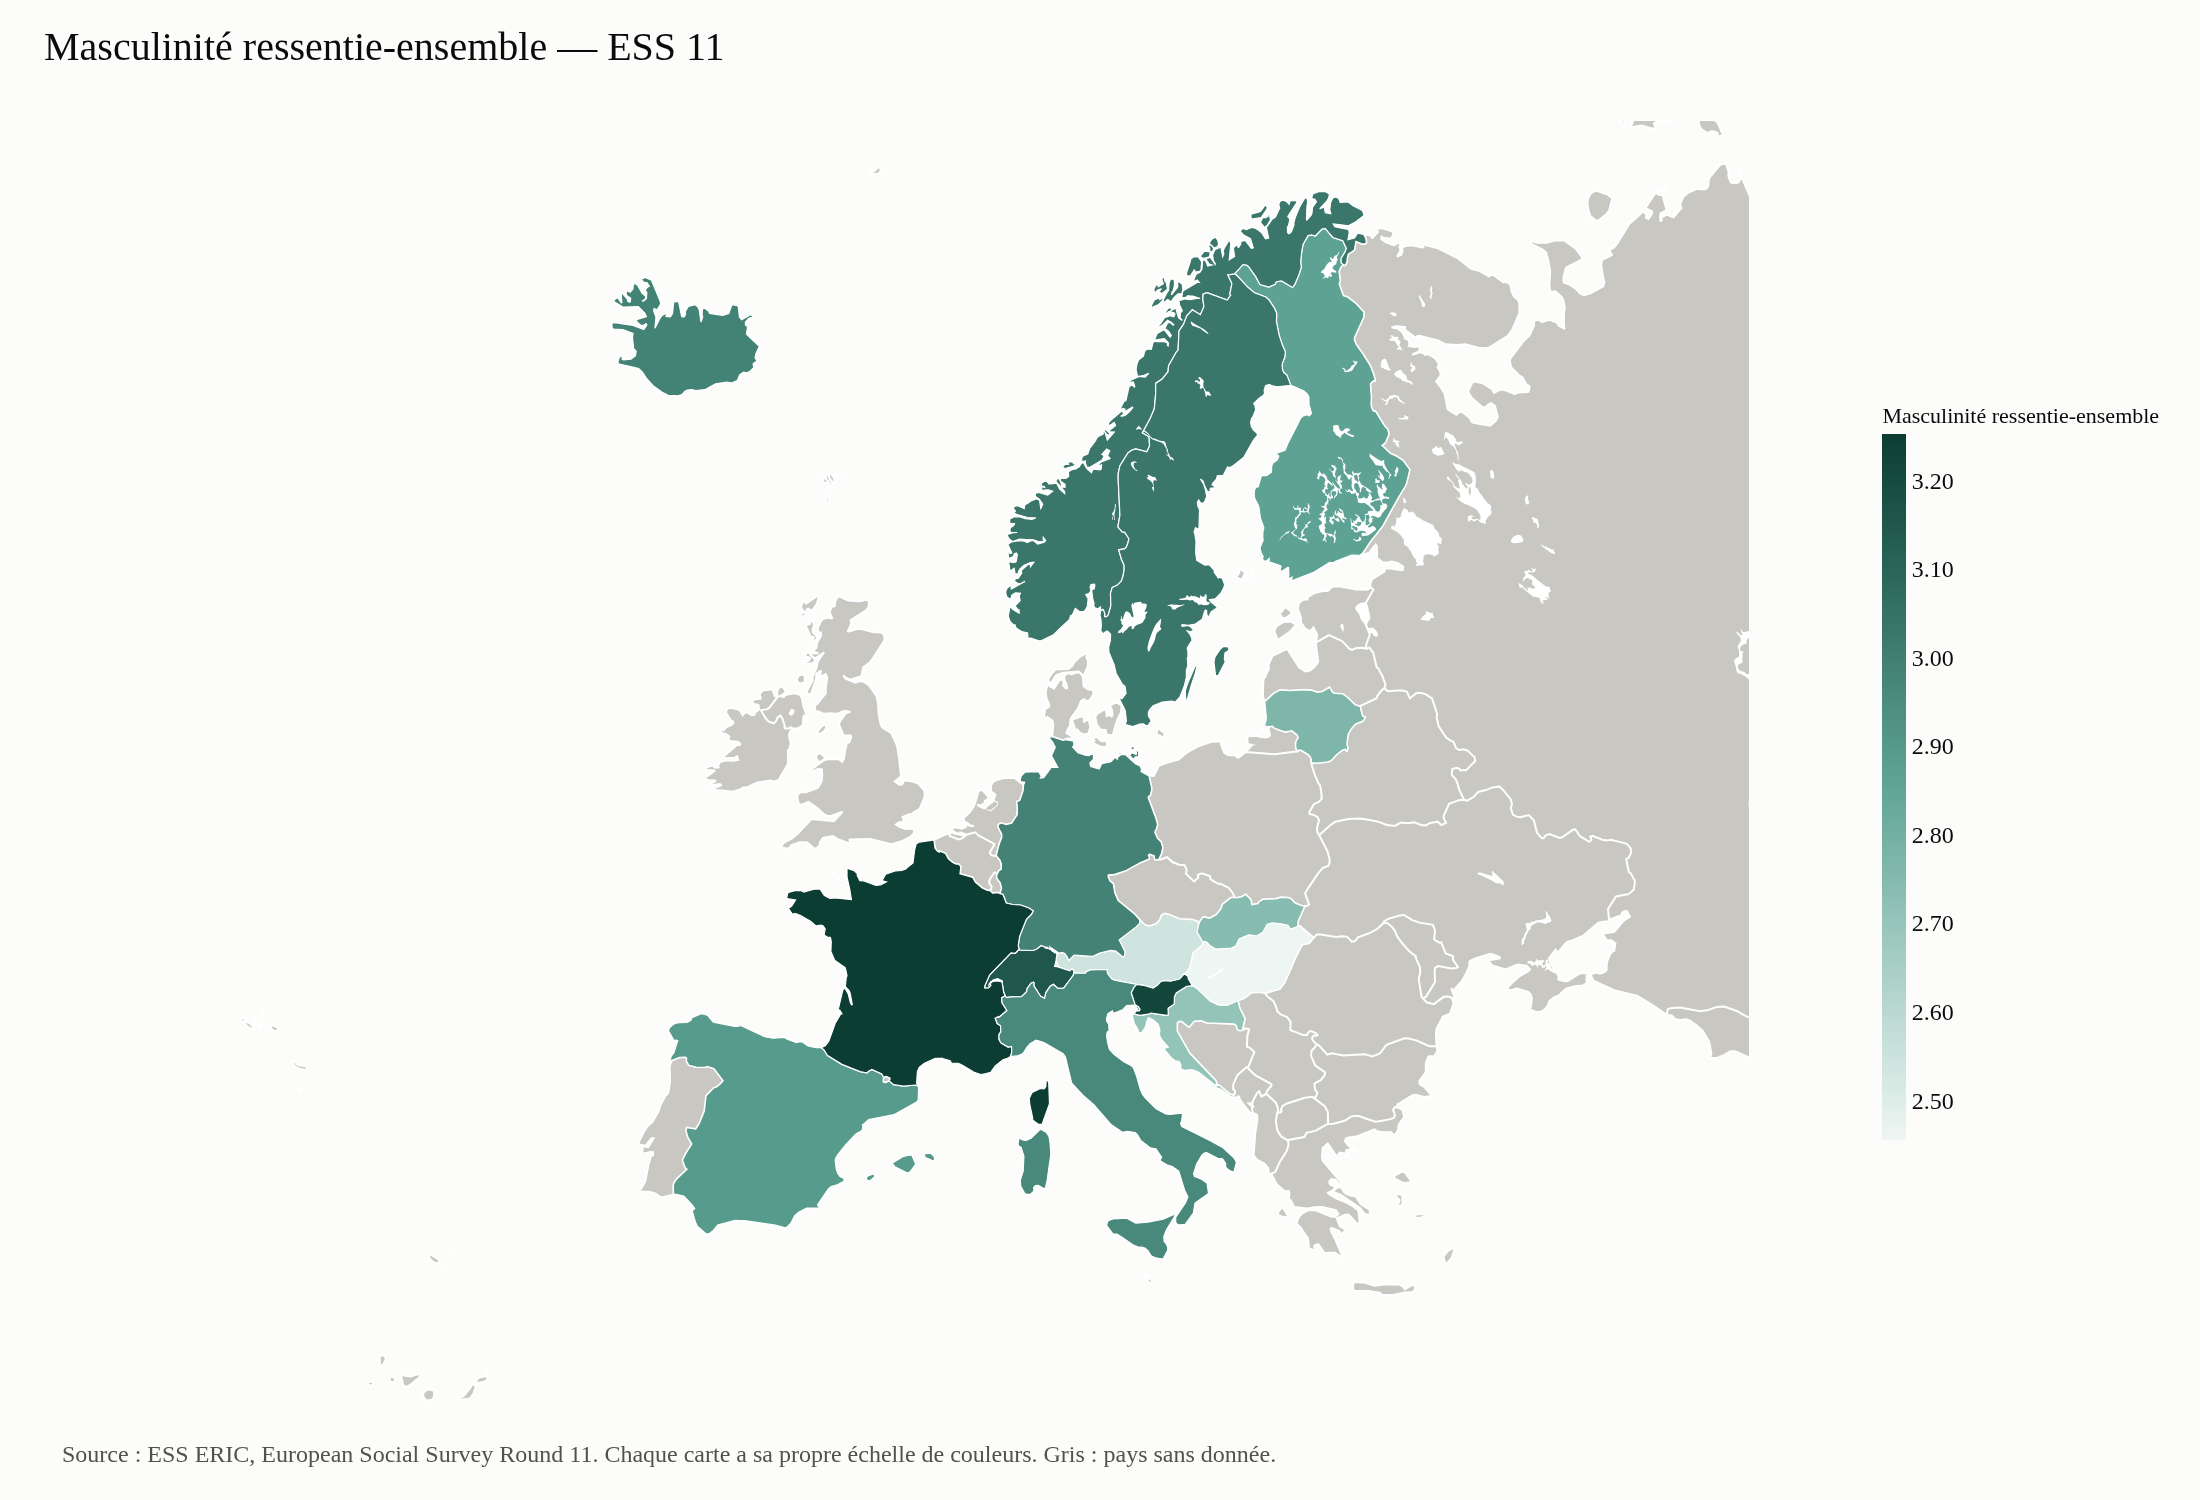 Masculinité ressentie-ensemble — ESS 11
Masculinité ressentie-ensemble
3.20
3.10
3.00
2.90
2.80
2.70
2.60
2.50
Source : ESS ERIC, European Social Survey Round 11. Chaque carte a sa propre échelle de couleurs. Gris : pays sans donnée.